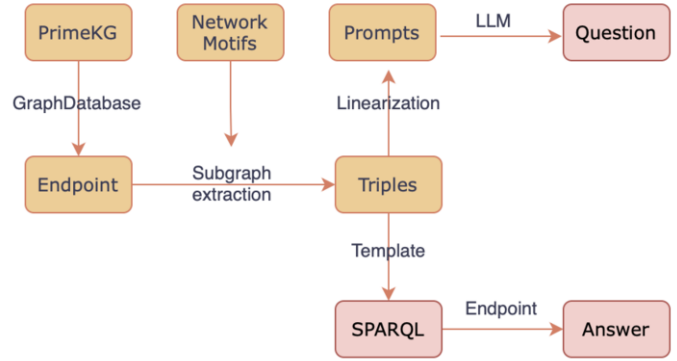 PrimeKG
Network
Motifs
Prompts
LLM
Question
GraphDatabase
Linearization
Endpoint
Subgraph
extraction
Triples
Template
SPARQL
Endpoint
Answer